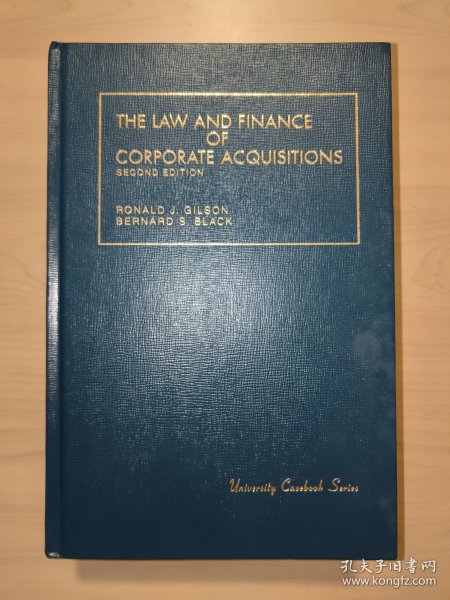 THE LAW AND FINANCE
OF
CORPORATE ACQUISITIONS
SECOND EDITION
RONALD J. GILSON
BERNARD S. BLACK
University Casebook Series
孔夫子旧书网
www.kongfz.com